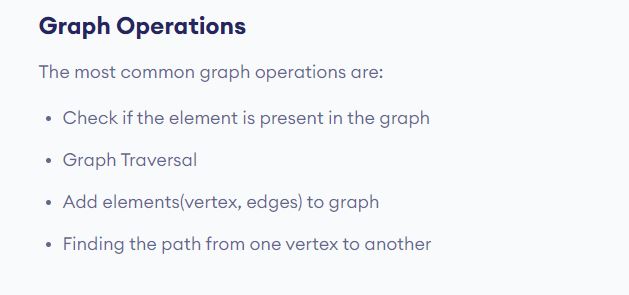 Graph Operations
The most common graph operations are:
• Check if the element is present in the graph
• Graph Traversal
• Add elements(vertex, edges) to graph
• Finding the path from one vertex to another